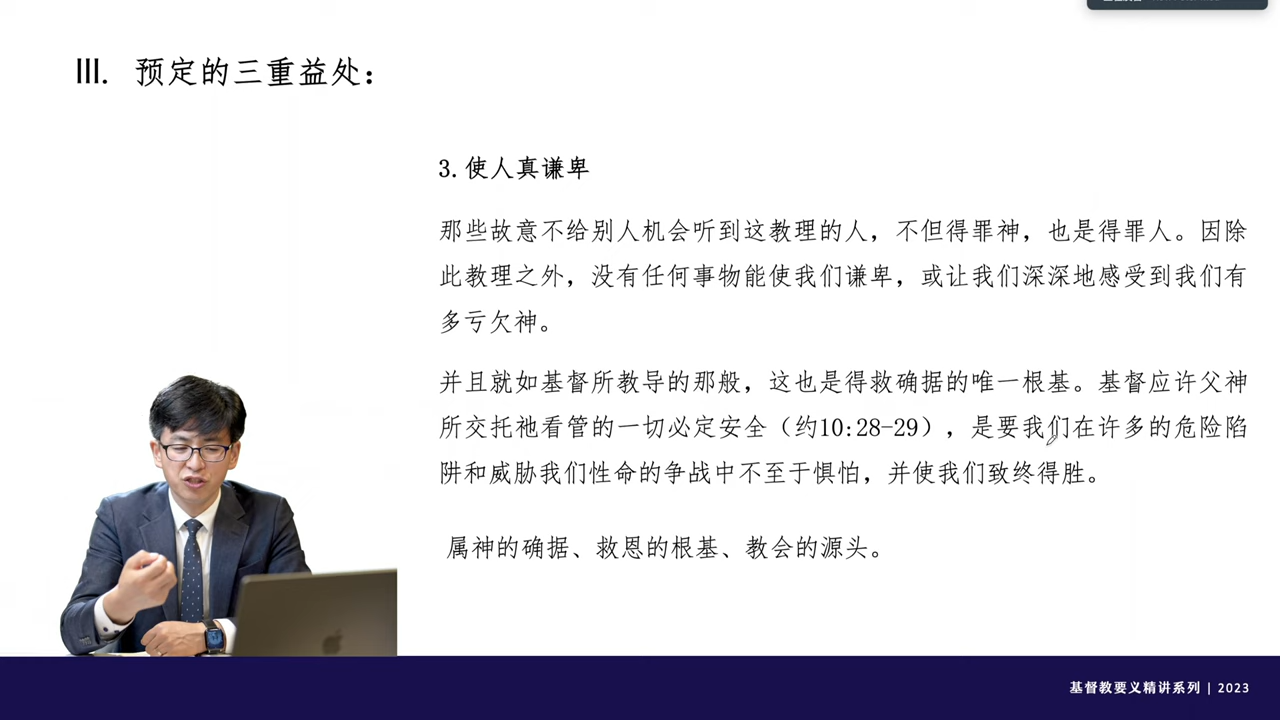 III. 预定的三重益处：
3.使人真谦卑
那些故意不给别人机会听到这教理的人，不但得罪神，也是得罪人。因除
此教理之外，没有任何事物能使我们谦卑，或让我们深深地感受到我们有
多亏欠神。
并且就如基督所教导的那般，这也是得救确据的唯一根基。基督应许父神
所交托祂看管的一切必定安全（约10:28-29），是要我们在许多的危险陷
阱和威胁我们性命的争战中不至于惧怕，并使我们致终得胜。
属神的确据、救恩的根基、教会的源头。
基督教要义精讲系列 | 2023